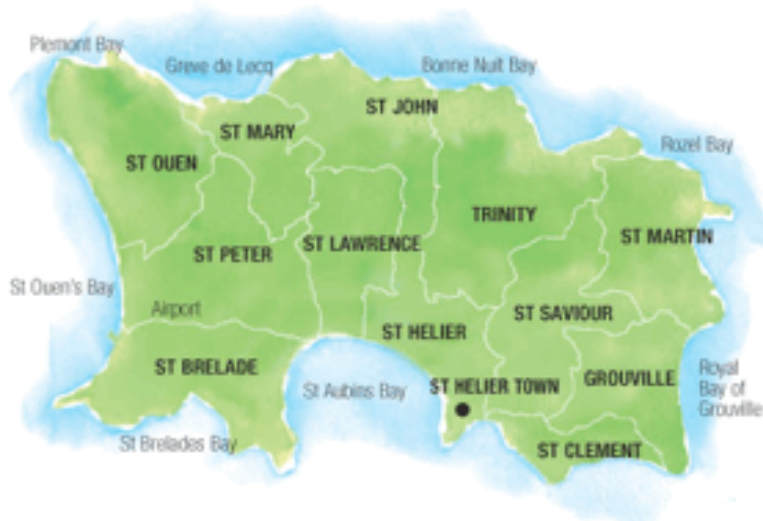 Plemont Bay
Greve de Lecq
Bonne Nuit Bay
ST JOHN
ST MARY
Rozel Bay
ST OUEN
TRINITY
ST MARTIN
ST LAWRENCE
ST PETER
St Ouen's Bay
Airport
ST SAVIOUR
ST HELIER
ST BRELADE
GROUVILLE
Royal
Bay of
Grouville
St Aubins Bay
ST HELIER TOWN
St Brelades Bay
ST CLEMENT